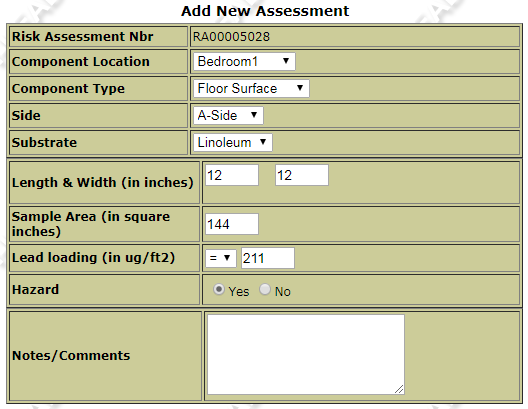 Add New Assessment
Risk Assessment Nbr RA00005028
Component Location Bedroom1
Component Type Floor Surface
Side A-Side
Substrate Linoleum
Length & Width (in inches) 12 12
Sample Area (in square
inches) 144
Lead loading (in ug/ft2) = 211
Hazard Yes No
Notes/Comments